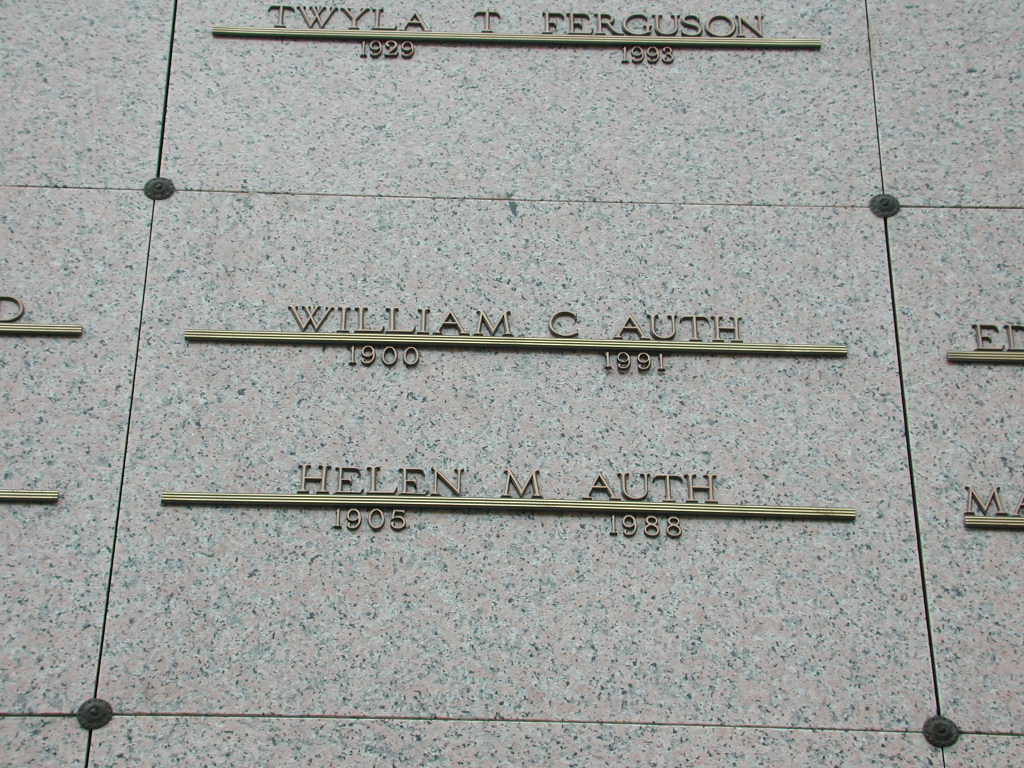 TWYLA T FERGUSON
1929 1993
WILLIAM C AUTH
1900 1991
HELEN M AUTH
1905 1988